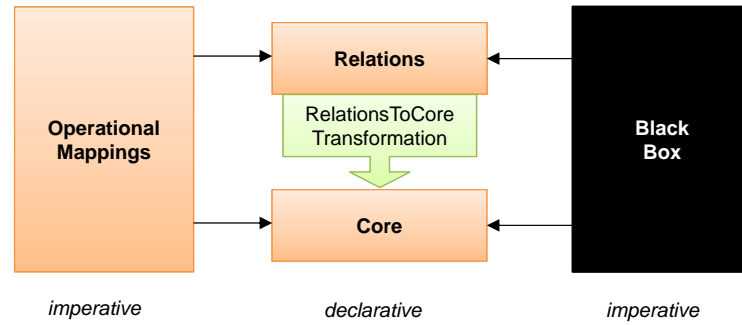 Operational
Mappings
Relations
RelationsToCore
Transformation
Core
Black
Box
imperative
declarative
imperative